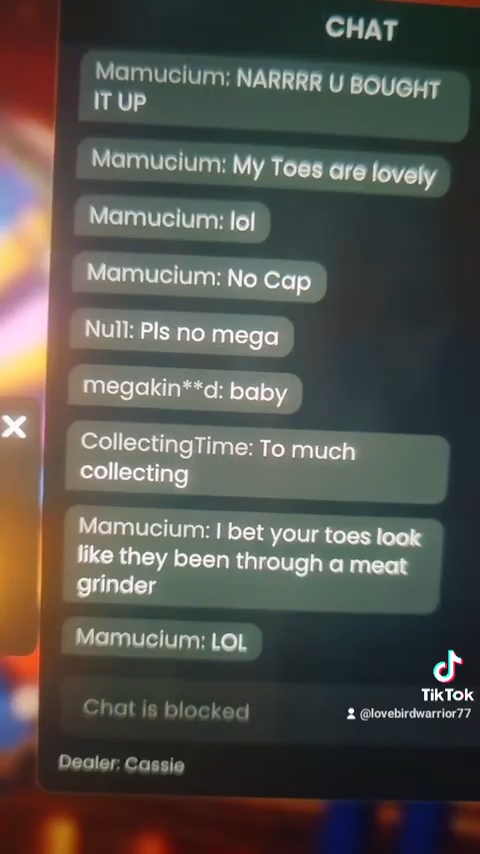 CHAT
Mamucium: NARRRR U BOUGHT
IT UP
Mamucium: My Toes are lovely
Mamucium: lol
Mamucium: No Cap
Nu11: Pls no mega
megakin**d: baby
X
CollectingTime: To much
collecting
Mamucium: I bet your toes look
like they been through a meat
grinder
Mamucium: LOL
Chat is blocked
Dealer: Cassie
TikTok
@lovebirdwarrior77